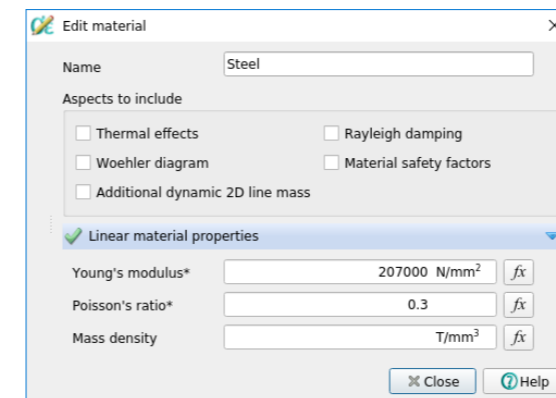 Edit material
Name Steel
Aspects to include
Thermal effects Rayleigh damping
Woehler diagram Material safety factors
Additional dynamic 2D line mass
Linear material properties
Young's modulus* 207000 N/mm² fx
Poisson's ratio* 0.3 fx
Mass density T/mm³ fx
Close Help